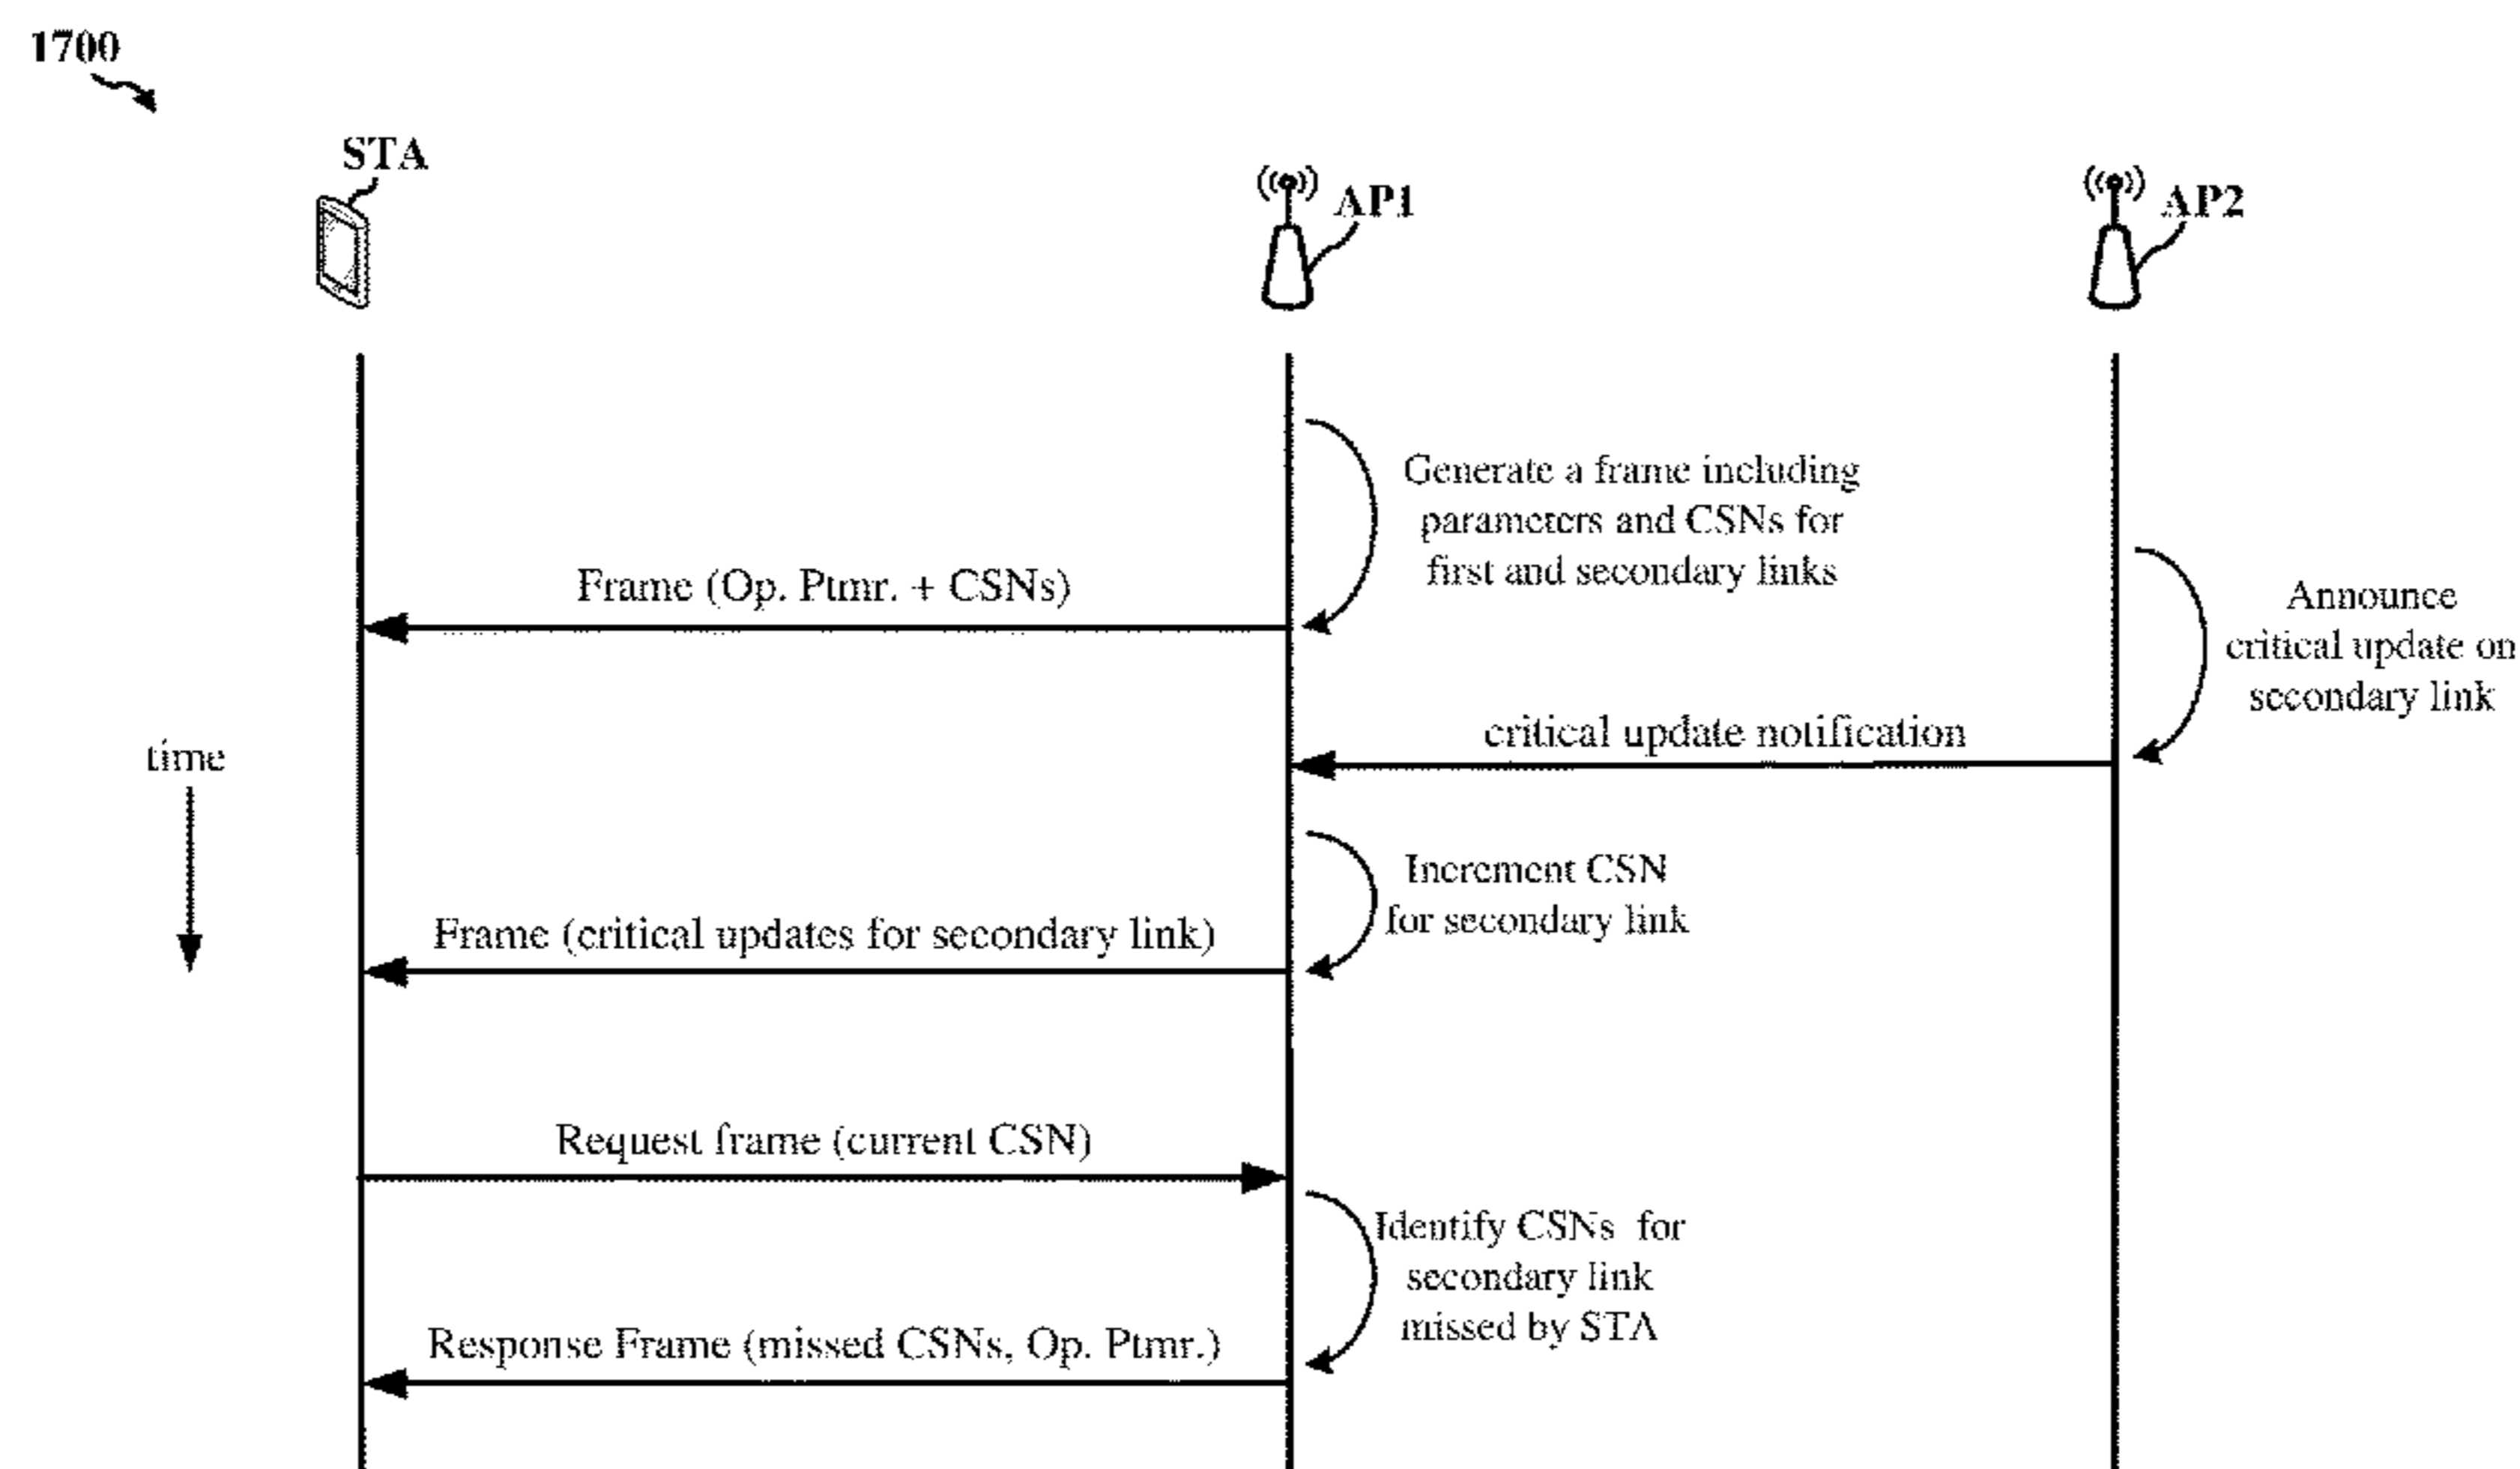 1700
STA
AP1
AP2
Generate a frame including
parameters and CSNs for
first and secondary links
Frame (Op. Ptmr. + CSNs)
Announce
critical update on
secondary link
critical update notification
time
Increment CSN
for secondary link
Frame (critical updates for secondary link)
Request frame (current CSN)
Identify CSNs for
secondary link
missed by STA
Response Frame (missed CSNs, Op. Ptmr.)